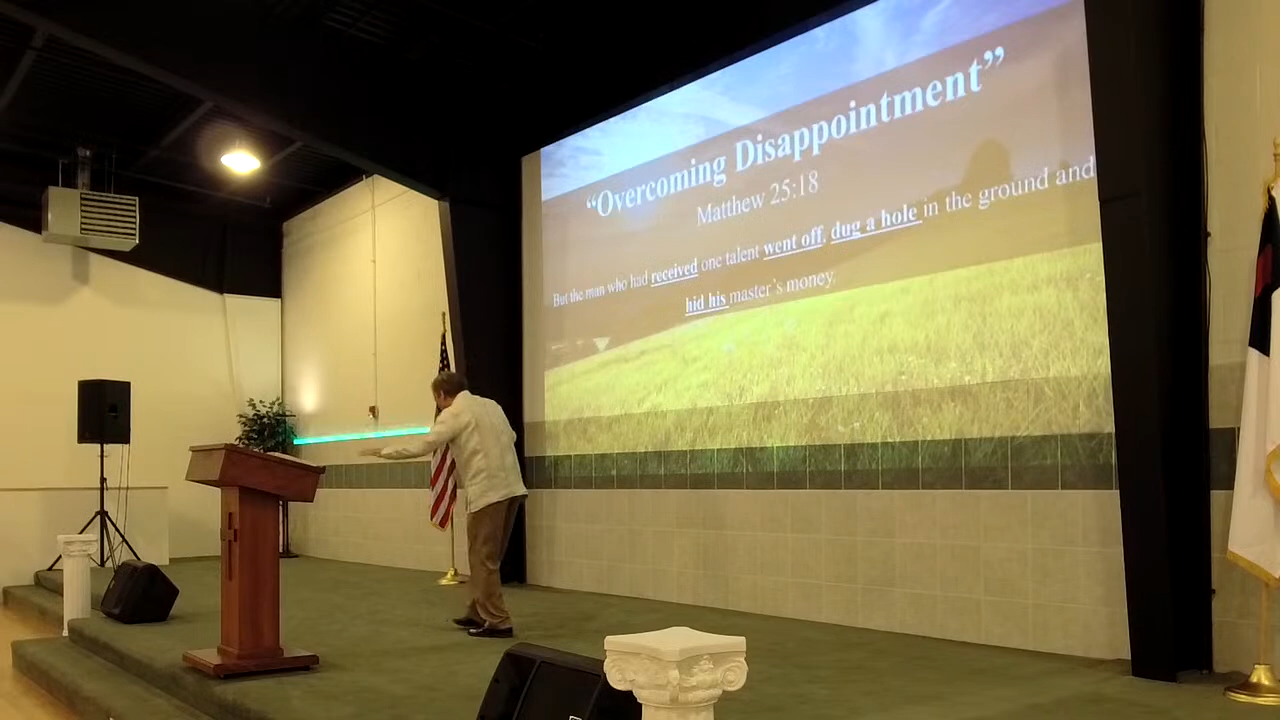 “Overcoming Disappointment”
Matthew 25:18
But the man who had received one talent went off, dug a hole in the ground and
hid his master’s money.